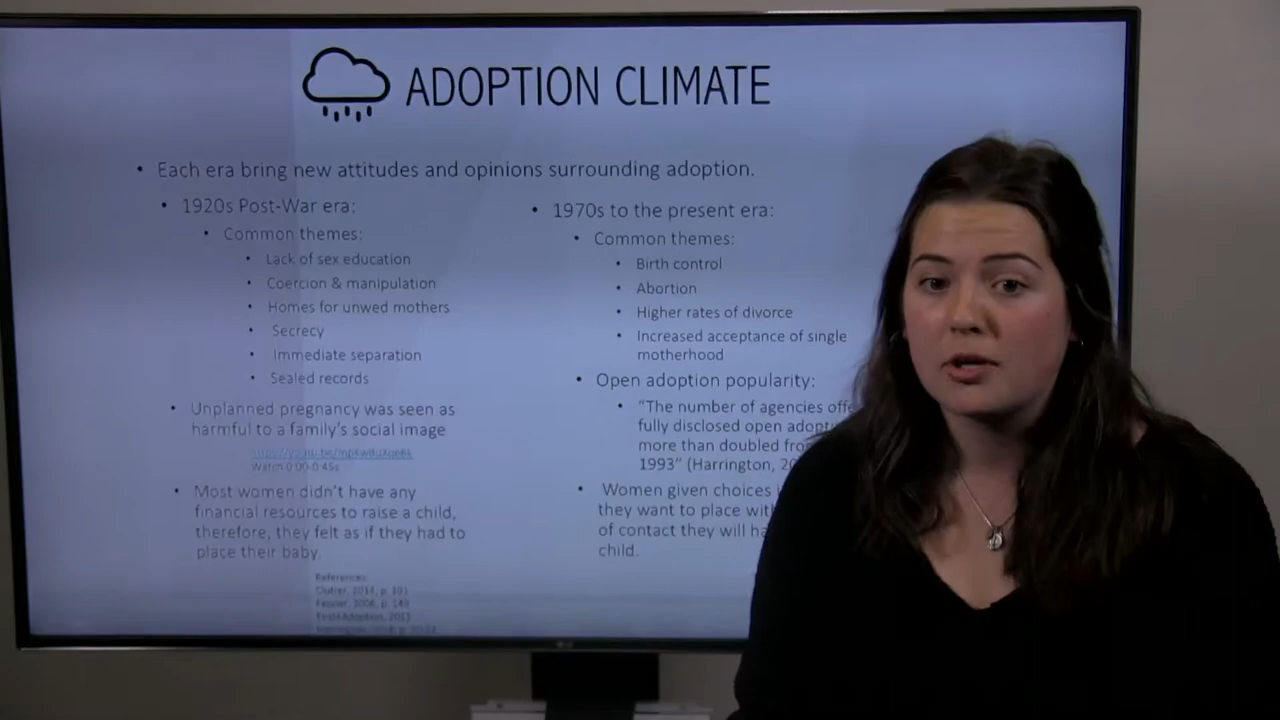 ADOPTION CLIMATE
• Each era bring new attitudes and opinions surrounding adoption.
• 1920s Post-War era:
• Common themes:
• Lack of sex education
• Coercion & manipulation
• Homes for unwed mothers
• Secrecy
• Immediate separation
• Sealed records
• Unplanned pregnancy was seen as
harmful to a family's social image
Watch 0:00-0:45s
• Most women didn't have any
financial resources to raise a child,
therefore, they felt as if they had to
place their baby.
• 1970s to the present era:
• Common themes:
• Birth control
• Abortion
• Higher rates of divorce
• Increased acceptance of single
motherhood
• Open adoption popularity:
• "The number of agencies
fully disclosed open
more than doubled
1993" (Harrington,
• Women given choices
they want to place
of contact they will
child.
References: